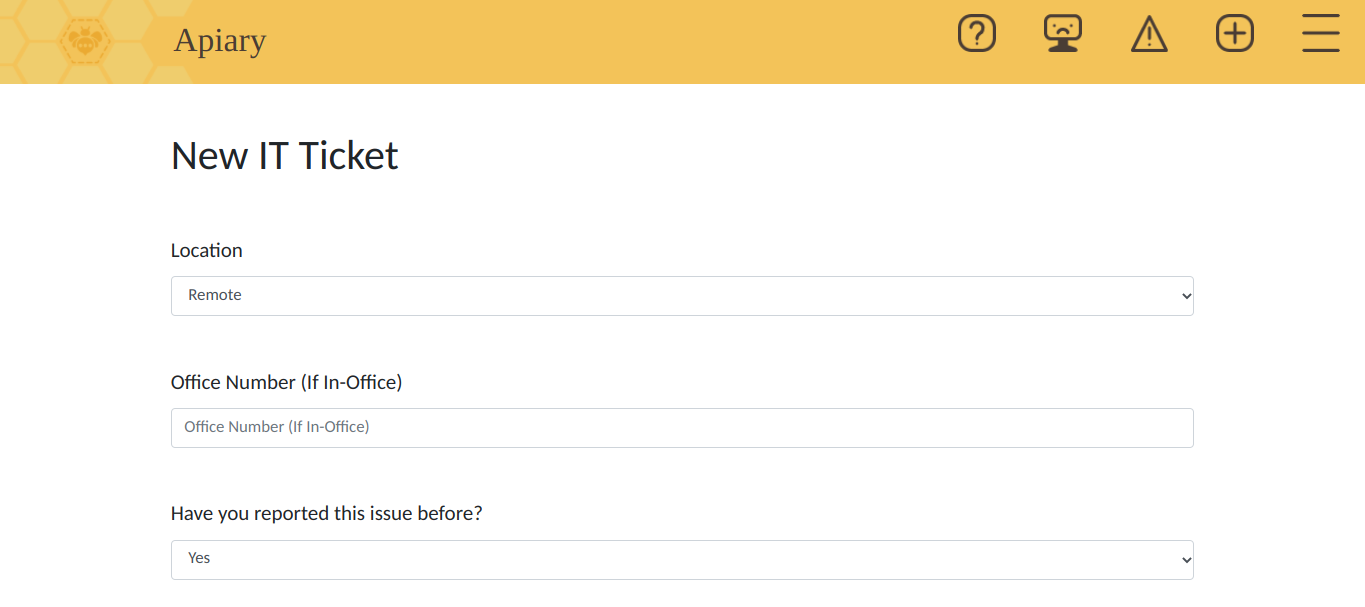 Apiary
New IT Ticket
Location
Remote
Office Number (If In-Office)
Office Number (If In-Office)
Have you reported this issue before?
Yes